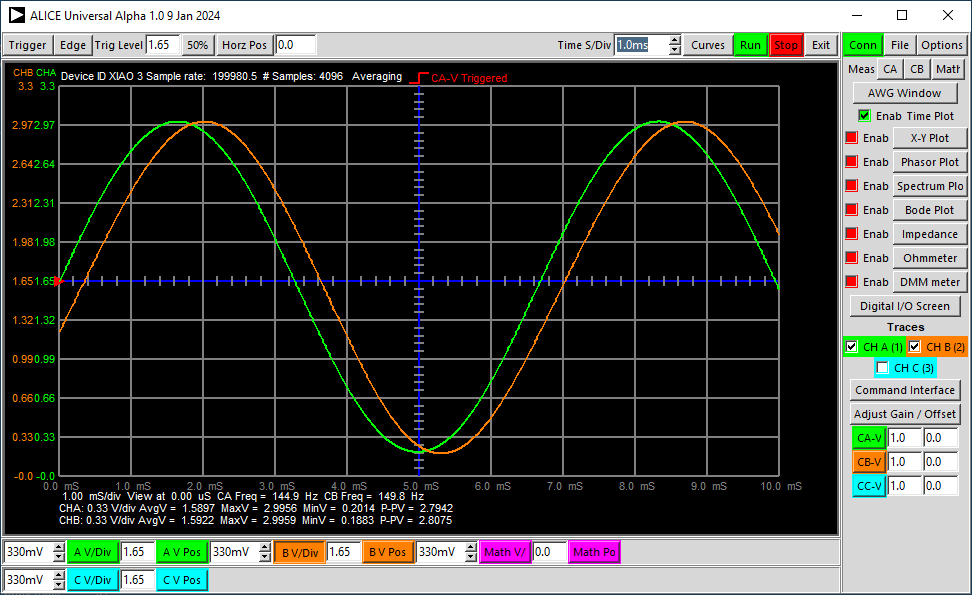 ALICE Universal Alpha 1.0 9 Jan 2024
Trigger Edge Trig Level 1.65 50% Horz Pos 0.0 Time S/Div 1.0ms Curves Run Stop Exit Conn File Options
CHB CHA Device ID XIAO 3 Sample rate: 199980.5 # Samples: 4096 Averaging CA-V Triggered
Meas CA CB Math
3.3 3.3
AWG Window
Enab Time Plot
2.97 2.97
Enab X-Y Plot
2.64 2.64
Enab Phasor Plot
Enab Spectrum Plo
2.31 2.31
Enab Bode Plot
1.98 1.98
Enab Impedance
Enab Ohmmeter
1.65 1.65
Enab DMM meter
Digital I/O Screen
1.32 1.32
Traces
CH A (1) CH B (2)
0.99 0.99
CH C (3)
Command Interface
0.66 0.66
Adjust Gain / Offset
0.33 0.33
CA-V 1.0 0.0
CB-V 1.0 0.0
-0.0 -0.0
CC-V 1.0 0.0
0.0 mS 1.0 mS 2.0 mS 3.0 mS 4.0 mS 5.0 mS 6.0 mS 7.0 mS 8.0 mS 9.0 mS 10.0 mS
1.00 mS/div View at 0.00 uS CA Freq = 144.9 Hz CB Freq = 149.8 Hz
CHA: 0.33 V/div AvgV = 1.5897 MaxV = 2.9956 MinV = 0.2014 P-PV = 2.7942
CHB: 0.33 V/div AvgV = 1.5922 MaxV = 2.9959 MinV = 0.1883 P-PV = 2.8075
330mV A V/Div 1.65 A V Pos 330mV B V/Div 1.65 B V Pos 330mV Math V/ 0.0 Math Po
330mV C V/Div 1.65 C V Pos